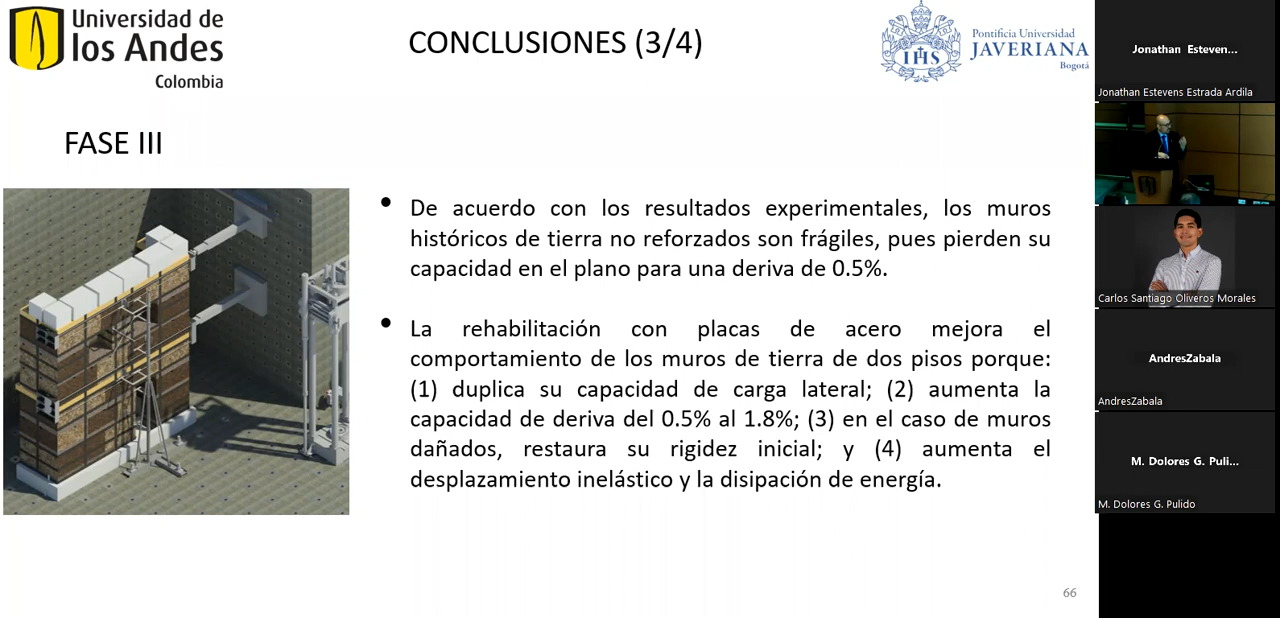 Universidad de
los Andes
Colombia
CONCLUSIONES (3/4)
IHS
Pontificia Universidad
JAVERIANA
Bogotá
FASE III
• De acuerdo con los resultados experimentales, los muros
históricos de tierra no reforzados son frágiles, pues pierden su
capacidad en el plano para una deriva de 0.5%.
• La rehabilitación con placas de acero mejora el
comportamiento de los muros de tierra de dos pisos porque:
(1) duplica su capacidad de carga lateral; (2) aumenta la
capacidad de deriva del 0.5% al 1.8%; (3) en el caso de muros
dañados, restaura su rigidez inicial; y (4) aumenta el
desplazamiento inelástico y la disipación de energía.
66
Jonathan Esteven...
Jonathan Estevens Estrada Ardila
Carlos Santiago Oliveros Morales
AndresZabala
AndresZabala
M. Dolores G. Puli...
M. Dolores G. Pulido